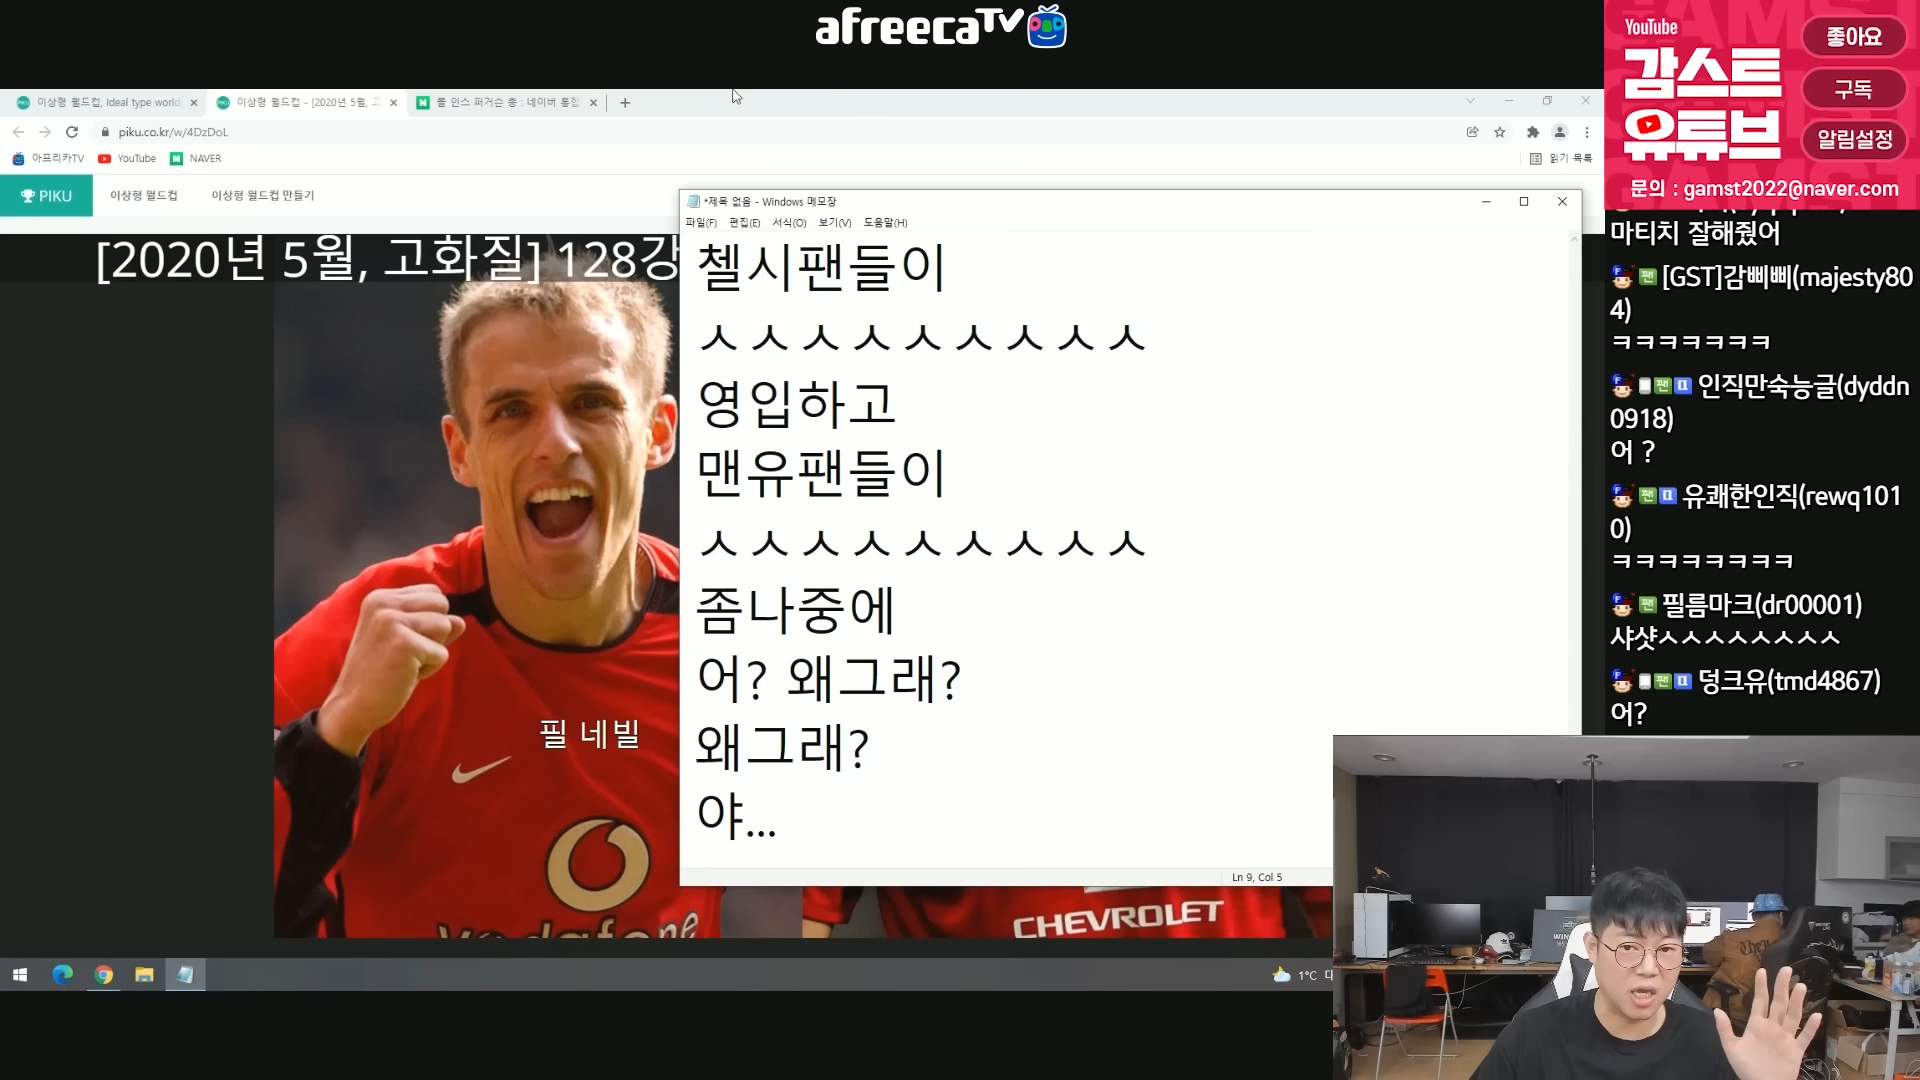 afreecaTV
YouTube
감스트
유튜브
좋아요
구독
알림설정
문의 : gamst2022@naver.com
이상형 월드컵, Ideal type world
이상형 월드컵 - [2020년 5월, 고
폴 인스 퍼거슨 총 : 네이버 통합
piku.co.kr/w/4DzDoL
아프리카TV
YouTube
NAVER
읽기 목록
PIKU
이상형 월드컵
이상형 월드컵 만들기
[2020년 5월, 고화질] 128강
*제목 없음 - Windows 메모장
파일(F) 편집(E) 서식(O) 보기(V) 도움말(H)
첼시팬들이
ㅅㅅㅅㅅㅅㅅㅅㅅㅅ
영입하고
맨유팬들이
ㅅㅅㅅㅅㅅㅅㅅㅅㅅ
좀나중에
어? 왜그래?
왜그래?
야...
Ln 9, Col 5
필 네빌
vodafone
CHEVROLET
1°C 대
마티치 잘해줬어
[GST]감삐삐(majesty80
4)
ㅋㅋㅋㅋㅋㅋㅋ
인직만숙능글(dyddn
0918)
어 ?
유쾌한인직(rewq101
0)
ㅋㅋㅋㅋㅋㅋㅋㅋ
필름마크(dr00001)
샤샷ㅅㅅㅅㅅㅅㅅㅅㅅ
덩크유(tmd4867)
어?